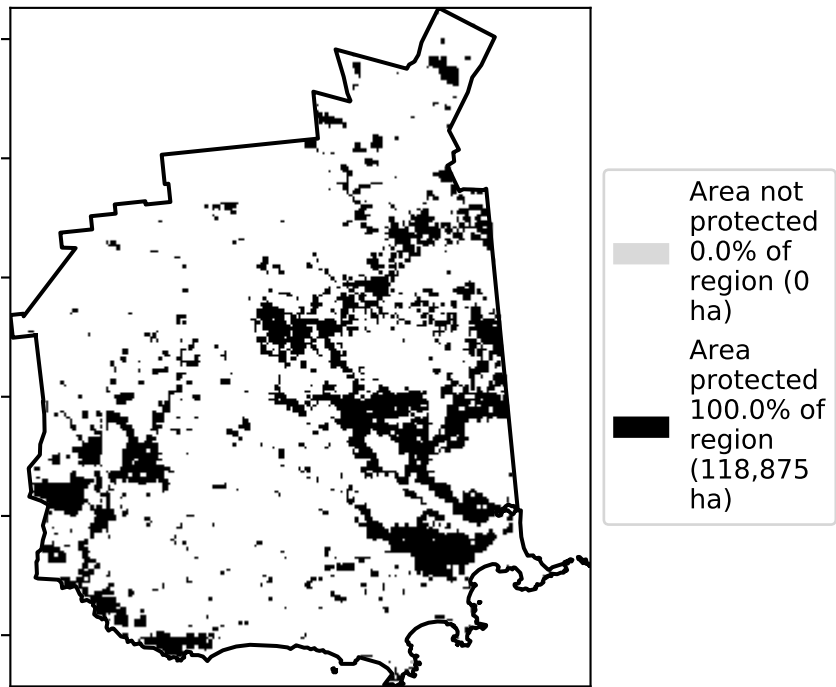 Area not
protected
0.0% of
region (0
ha)
Area
protected
100.0% of
region
(118,875
ha)